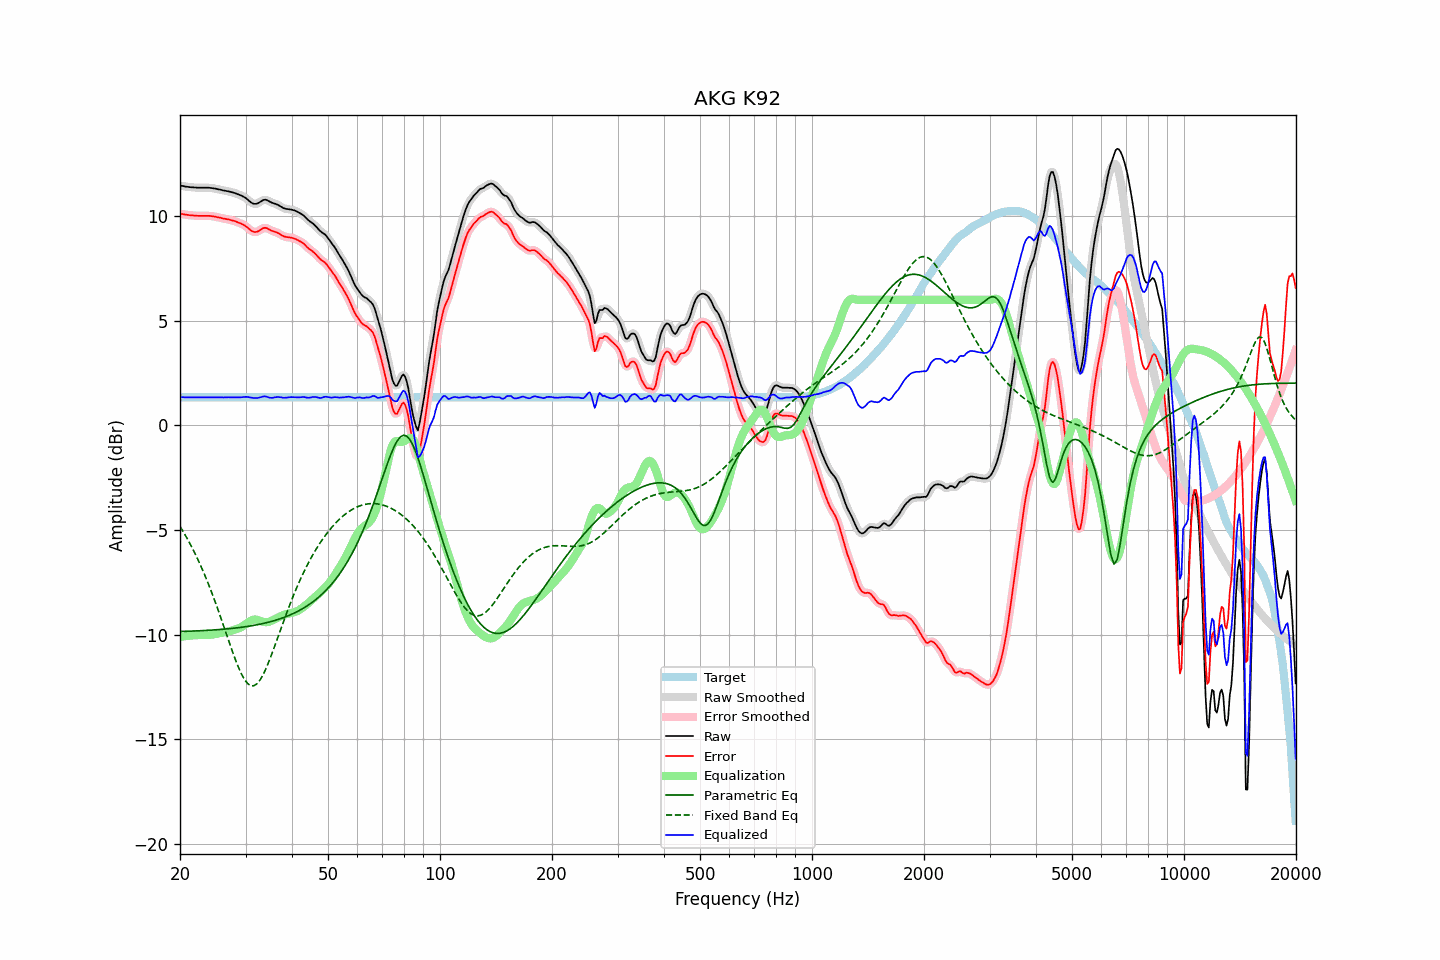 AKG K92
Amplitude (dBr)
10
5
0
−5
−10
−15
−20
20
50
100
200
500
1000
2000
5000
10000
20000
Frequency (Hz)
Target
Raw Smoothed
Error Smoothed
Raw
Error
Equalization
Parametric Eq
Fixed Band Eq
Equalized